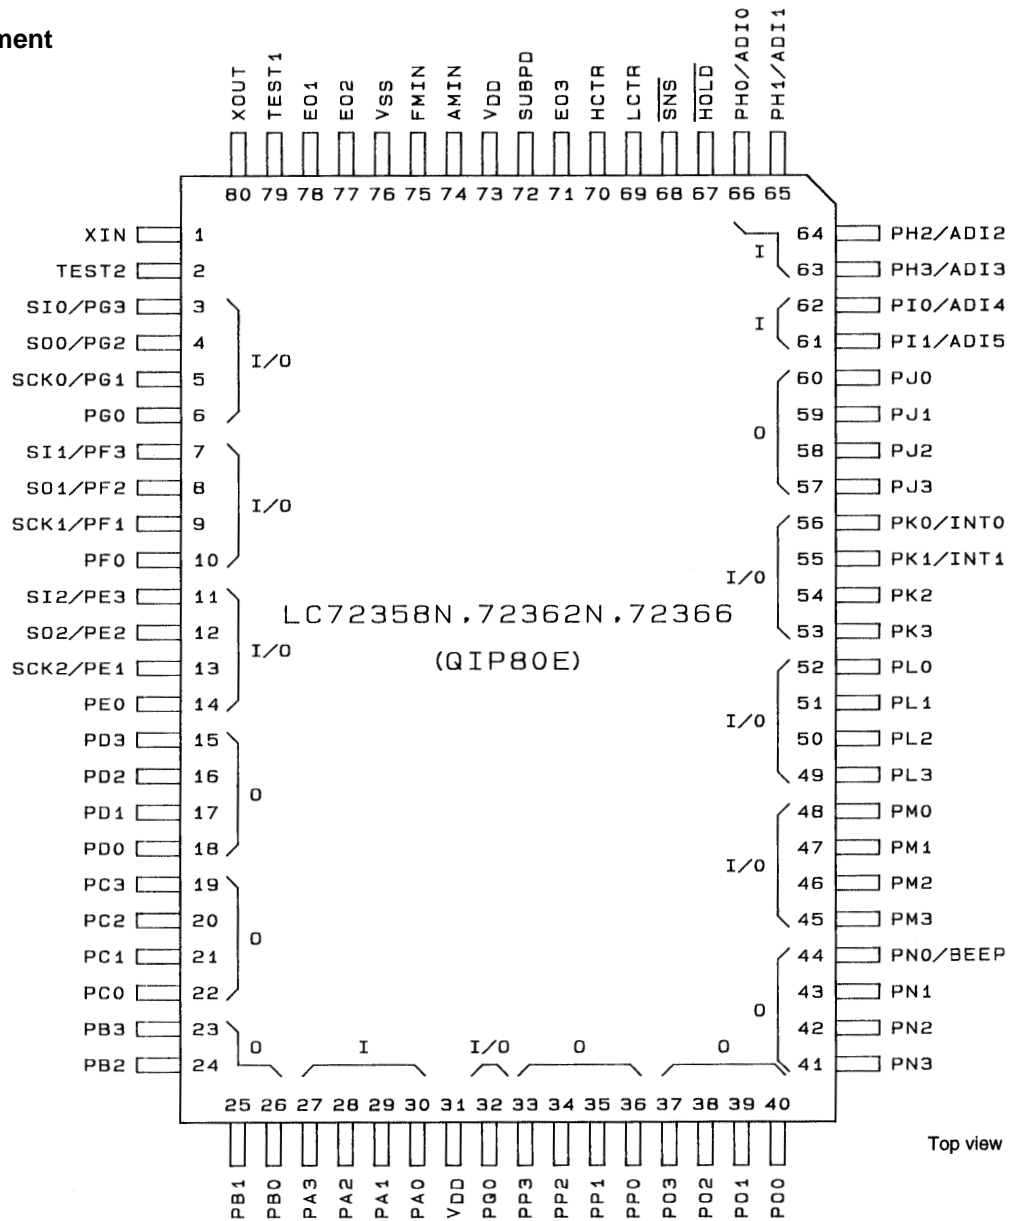 ment
XOUT
TEST1
EO1
EO2
VSS
FMIN
AMIN
VDD
SUBPD
EO3
HCTR
LCTR
SNS
HOLD
PH0/ADI0
PH1/ADI1
80 79 78 77 76 75 74 73 72 71 70 69 68 67 66 65
XIN 1
TEST2 2
SI0/PG3 3
SO0/PG2 4
SCK0/PG1 5
PG0 6
I/O
SI1/PF3 7
SO1/PF2 8
SCK1/PF1 9
PF0 10
I/O
SI2/PE3 11
SO2/PE2 12
SCK2/PE1 13
PE0 14
I/O
PD3 15
PD2 16
PD1 17
PD0 18
O
PC3 19
PC2 20
PC1 21
PC0 22
O
PB3 23
PB2 24
LC72358N, 72362N, 72366
(QIP80E)
64 PH2/ADI2
63 PH3/ADI3
I
62 PI0/ADI4
61 PI1/ADI5
I
60 PJ0
59 PJ1
58 PJ2
57 PJ3
O
56 PK0/INT0
55 PK1/INT1
54 PK2
53 PK3
I/O
52 PL0
51 PL1
50 PL2
49 PL3
I/O
48 PM0
47 PM1
46 PM2
45 PM3
I/O
44 PN0/BEEP
43 PN1
42 PN2
41 PN3
O
O I I/O O O
25 26 27 28 29 30 31 32 33 34 35 36 37 38 39 40
PB1
PB0
PA3
PA2
PA1
PA0
VDD
PQ0
PP3
PP2
PP1
PP0
PO3
PO2
PO1
PO0
Top view